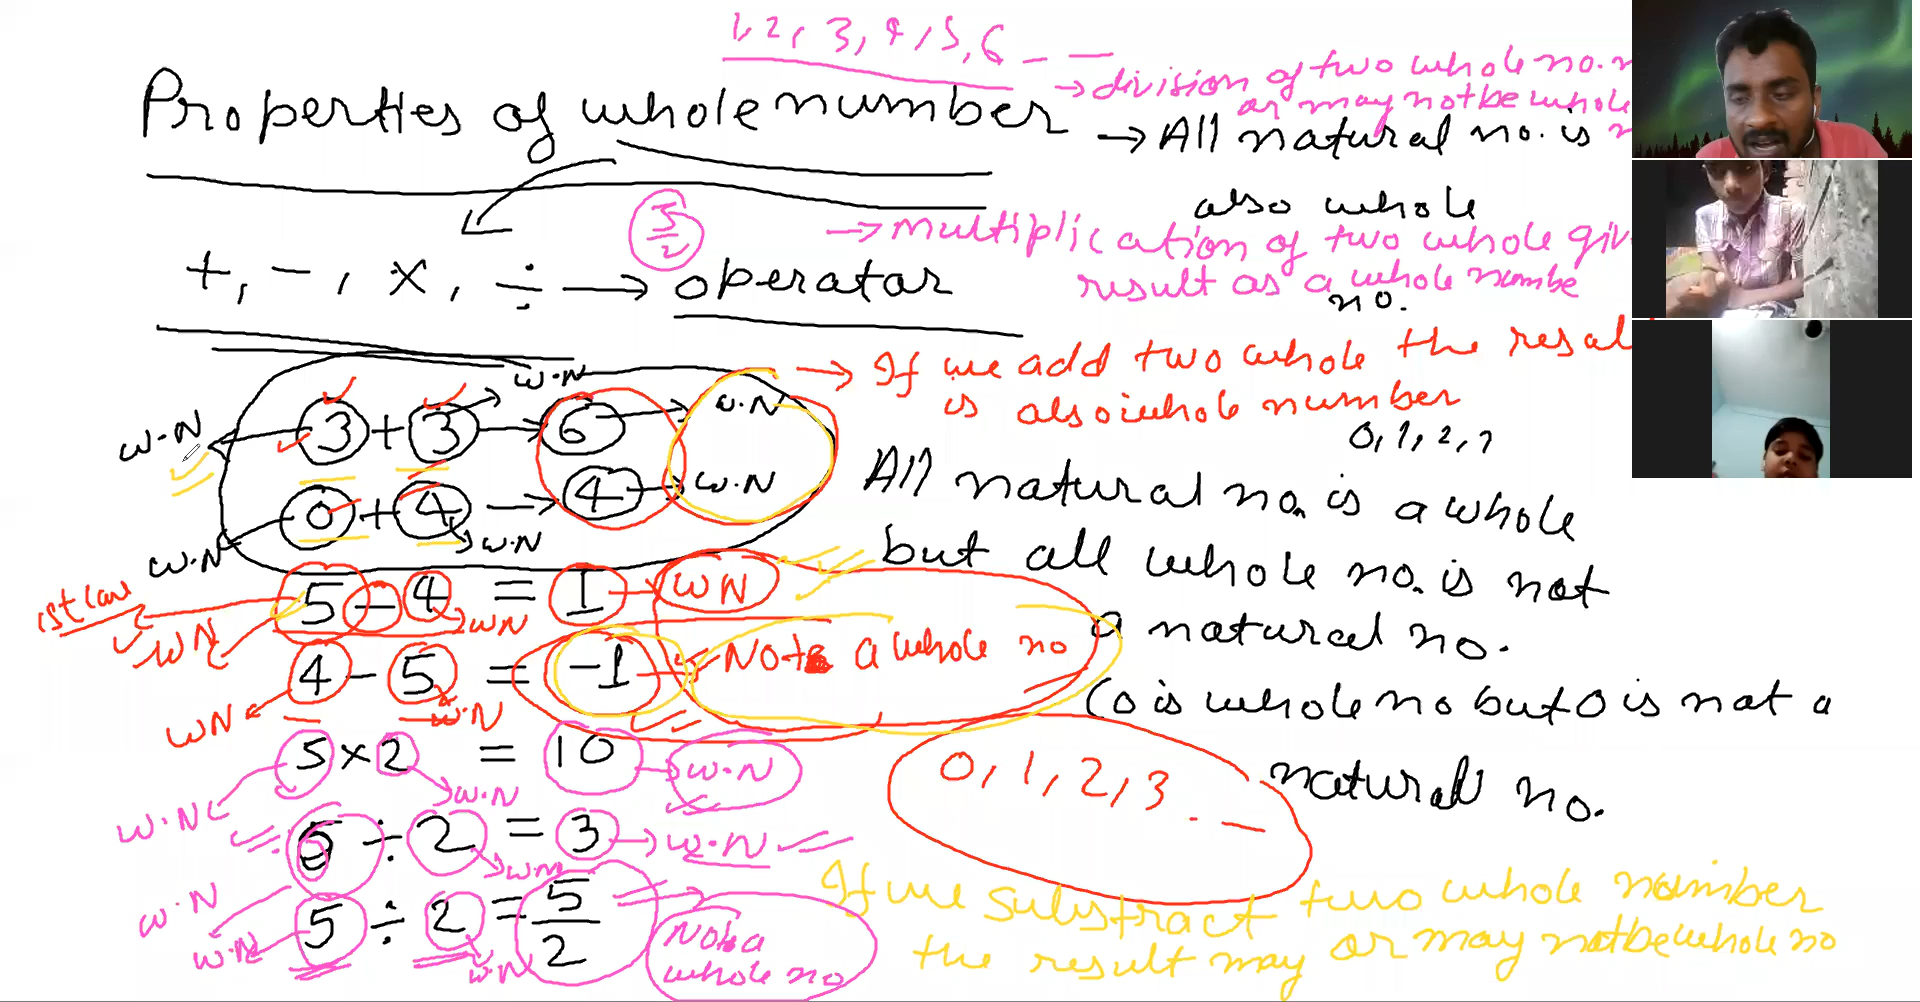 1, 2, 3, 4, 5, 6 - -
→ division of two whole no.
or may not be whole
Properties of whole number
→ All natural no. is
also whole
no.
+, -, ×, ÷ → operator
5/2
→ multiplication of two whole giv
result as a whole numbe
→ If we add two whole the resul
is also whole number
0, 1, 2, 3
W.N 3 + 3 → 6 → W.N
W.N
0 + 4 → 4 → W.N
W.N W.N
All natural no. is a whole
but all whole no. is not
a natural no.
(0 is whole no but 0 is not a
natural no.
1st law
5 - 4 = 1 → WN
WN WN
4 - 5 = -1 → Not a whole no
WN W.N
5 × 2 = 10 → W.N
W.N W.N
6 ÷ 2 = 3 → W.N
W.N W.N
5 ÷ 2 = 5/2
W.N W.N
Not a
whole no
0, 1, 2, 3 . . —
If we substract two whole number
the result may or may not be whole no